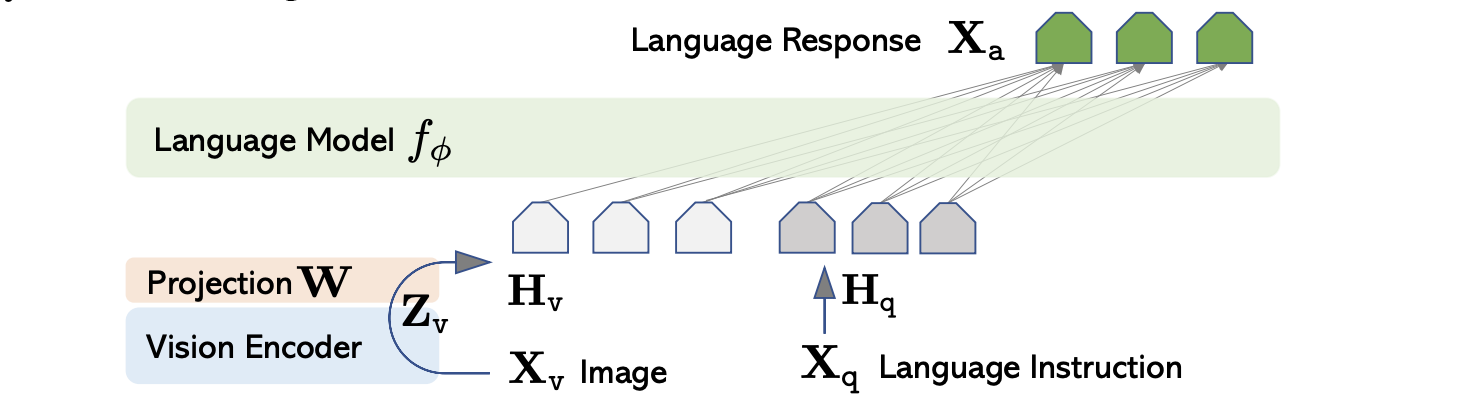 Language Response X_a
Language Model f_ϕ
Projection W
Z_v
H_v
H_q
Vision Encoder
X_v Image
X_q Language Instruction